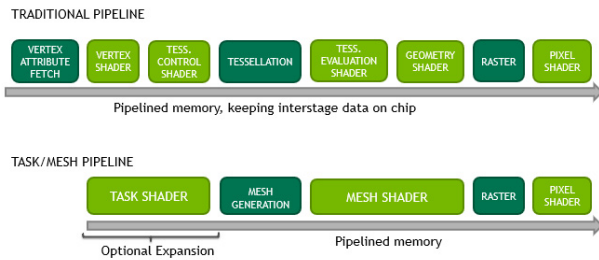 TRADITIONAL PIPELINE
VERTEX
ATTRIBUTE
FETCH
VERTEX
SHADER
TESS.
CONTROL
SHADER
TESSELLATION
TESS.
EVALUATION
SHADER
GEOMETRY
SHADER
RASTER
PIXEL
SHADER
Pipelined memory, keeping interstage data on chip
TASK/MESH PIPELINE
TASK SHADER
MESH
GENERATION
MESH SHADER
RASTER
PIXEL
SHADER
Optional Expansion
Pipelined memory